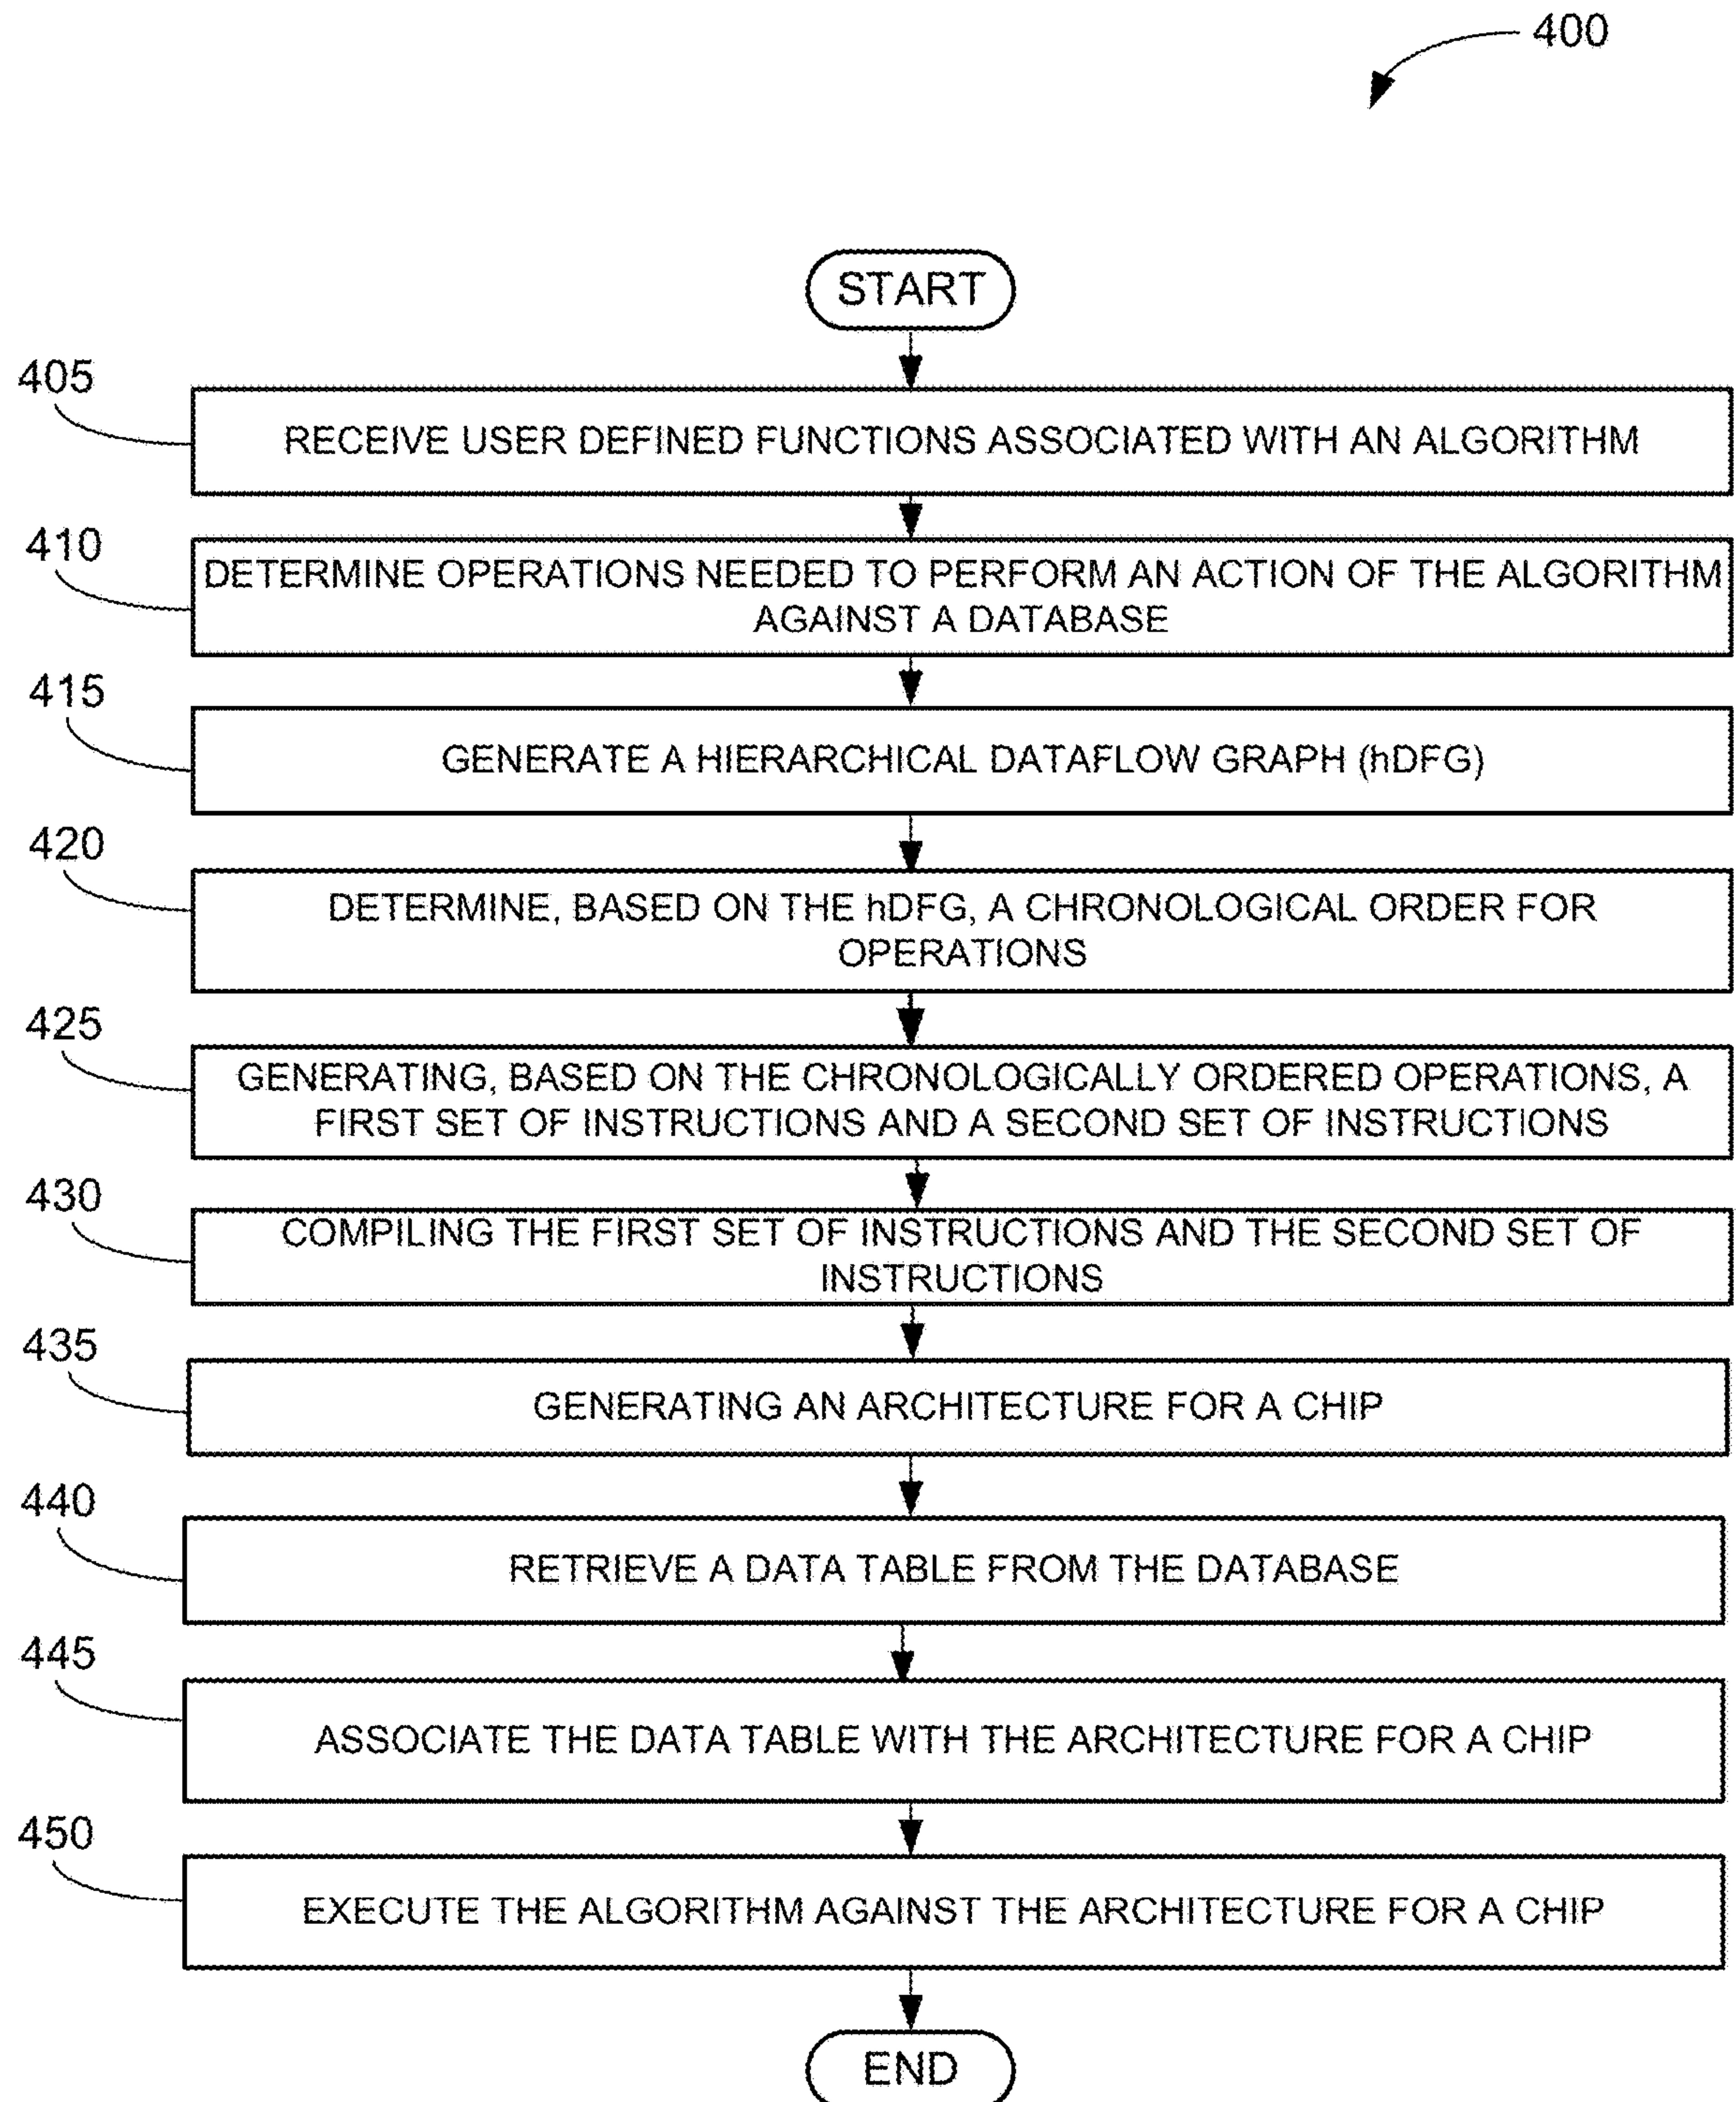 400
START
405
RECEIVE USER DEFINED FUNCTIONS ASSOCIATED WITH AN ALGORITHM
410
DETERMINE OPERATIONS NEEDED TO PERFORM AN ACTION OF THE ALGORITHM
AGAINST A DATABASE
415
GENERATE A HIERARCHICAL DATAFLOW GRAPH (hDFG)
420
DETERMINE, BASED ON THE hDFG, A CHRONOLOGICAL ORDER FOR
OPERATIONS
425
GENERATING, BASED ON THE CHRONOLOGICALLY ORDERED OPERATIONS, A
FIRST SET OF INSTRUCTIONS AND A SECOND SET OF INSTRUCTIONS
430
COMPILING THE FIRST SET OF INSTRUCTIONS AND THE SECOND SET OF
INSTRUCTIONS
435
GENERATING AN ARCHITECTURE FOR A CHIP
440
RETRIEVE A DATA TABLE FROM THE DATABASE
445
ASSOCIATE THE DATA TABLE WITH THE ARCHITECTURE FOR A CHIP
450
EXECUTE THE ALGORITHM AGAINST THE ARCHITECTURE FOR A CHIP
END